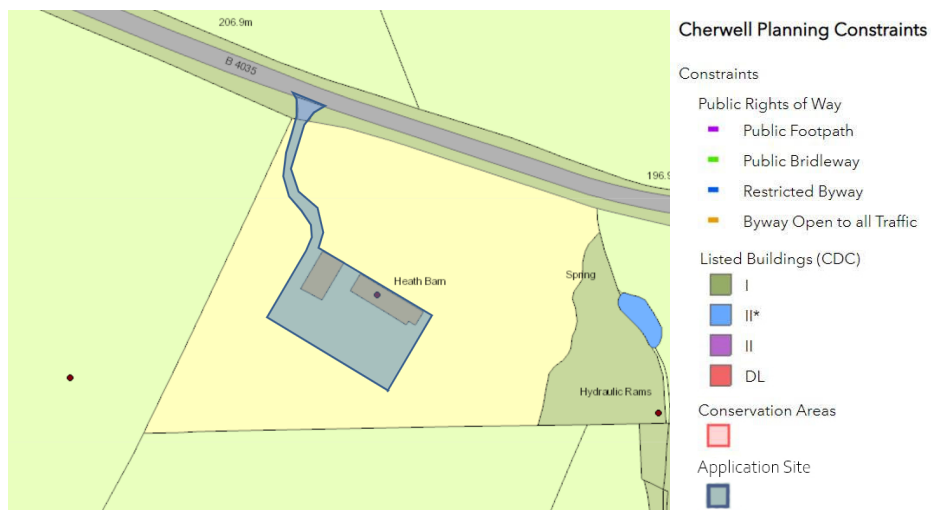 206.9m
B 4035
196.9
Heath Barn
Spring
Hydraulic Rams
Cherwell Planning Constraints
Constraints
Public Rights of Way
Public Footpath
Public Bridleway
Restricted Byway
Byway Open to all Traffic
Listed Buildings (CDC)
I
II*
II
DL
Conservation Areas
Application Site